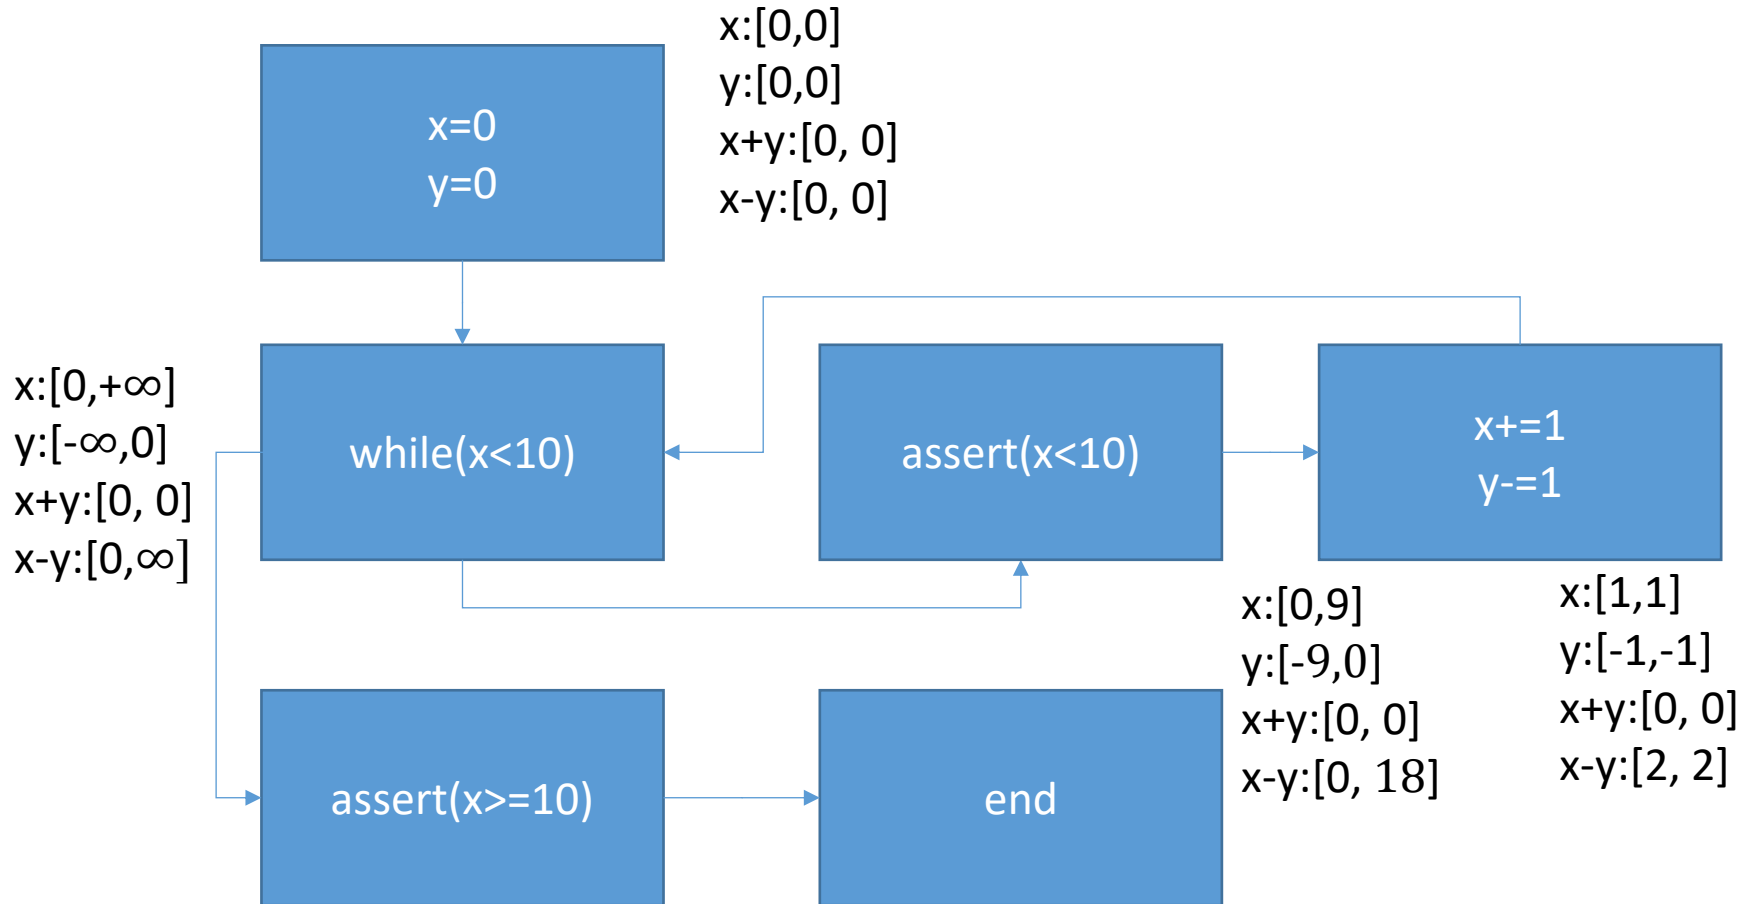 x:[0,0]
y:[0,0]
x+y:[0, 0]
x-y:[0, 0]
x=0
y=0
x:[0,+∞]
y:[-∞,0]
x+y:[0, 0]
x-y:[0,∞]
while(x<10)
assert(x<10)
x+=1
y-=1
x:[0,9]
y:[-9,0]
x+y:[0, 0]
x-y:[0, 18]
x:[1,1]
y:[-1,-1]
x+y:[0, 0]
x-y:[2, 2]
assert(x>=10)
end